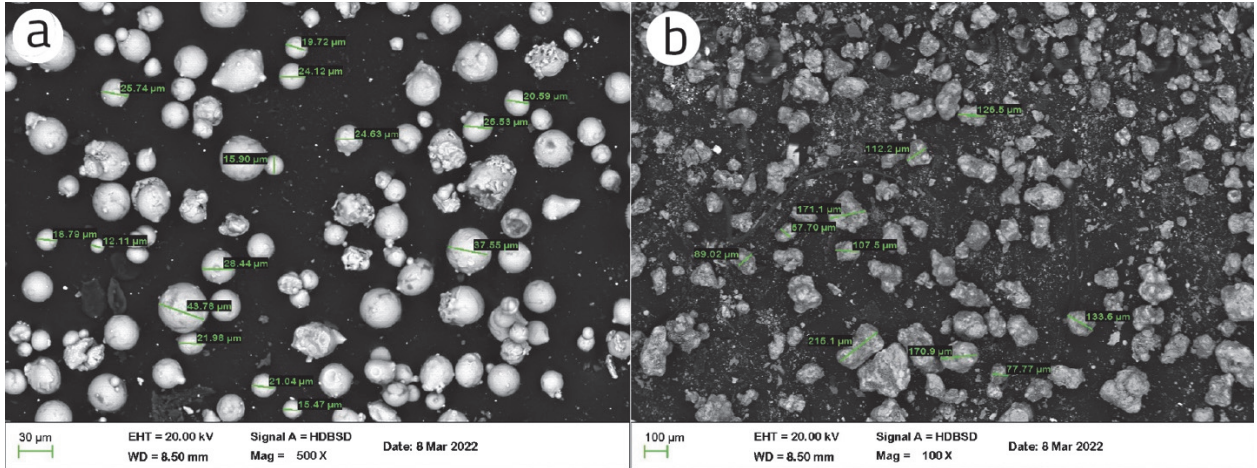 a
19.72 µm
24.12 µm
25.74 µm
20.59 µm
25.53 µm
24.63 µm
15.90 µm
18.79 µm
12.11 µm
37.55 µm
28.44 µm
43.76 µm
21.98 µm
21.04 µm
15.47 µm
30 µm
EHT = 20.00 kV
WD = 8.50 mm
Signal A = HDBSD
Mag = 500 X
Date: 8 Mar 2022
b
126.5 µm
112.2 µm
171.1 µm
67.70 µm
107.5 µm
89.02 µm
133.6 µm
216.1 µm
170.9 µm
77.77 µm
100 µm
EHT = 20.00 kV
WD = 8.50 mm
Signal A = HDBSD
Mag = 100 X
Date: 8 Mar 2022